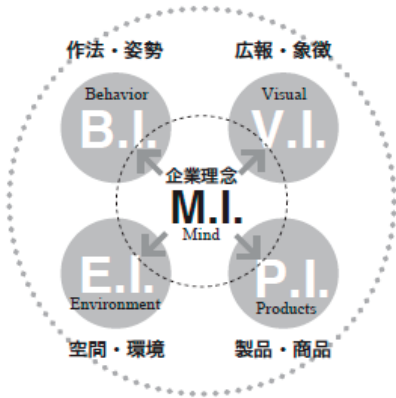 作法・姿勢
広報・象徴
Behavior
B.I.
Visual
V.I.
企業理念
M.I.
Mind
E.I.
Environment
P.I.
Products
空間・環境
製品・商品